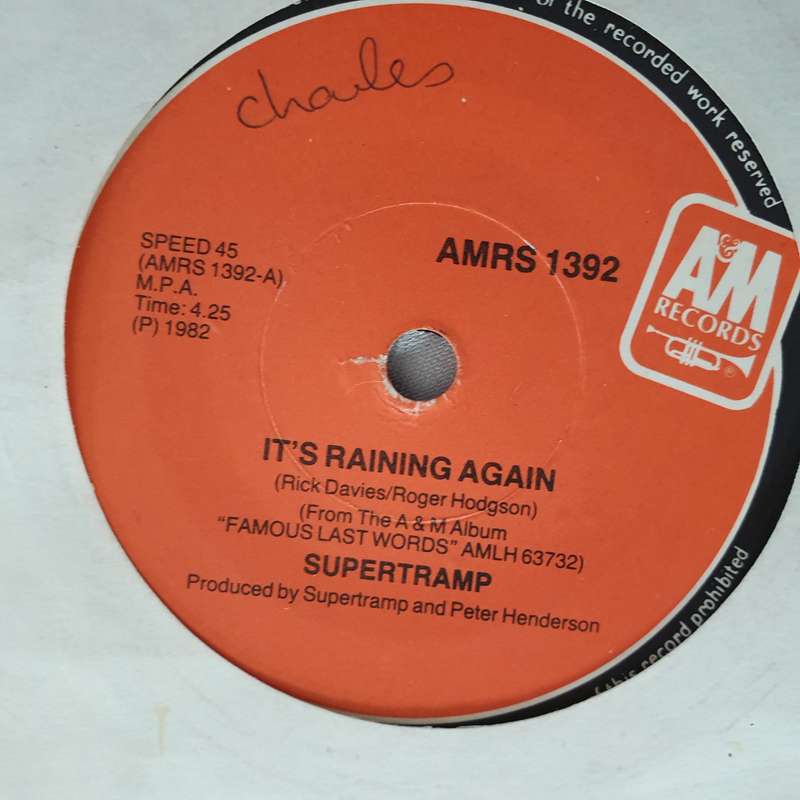 of the recorded work reserved
charles
SPEED 45
(AMRS 1392-A)
M.P.A.
Time: 4.25
(P) 1982
AMRS 1392
A&M
RECORDS
®
IT'S RAINING AGAIN
(Rick Davies/Roger Hodgson)
(From The A & M Album
"FAMOUS LAST WORDS" AMLH 63732)
SUPERTRAMP
Produced by Supertramp and Peter Henderson
this record prohibited